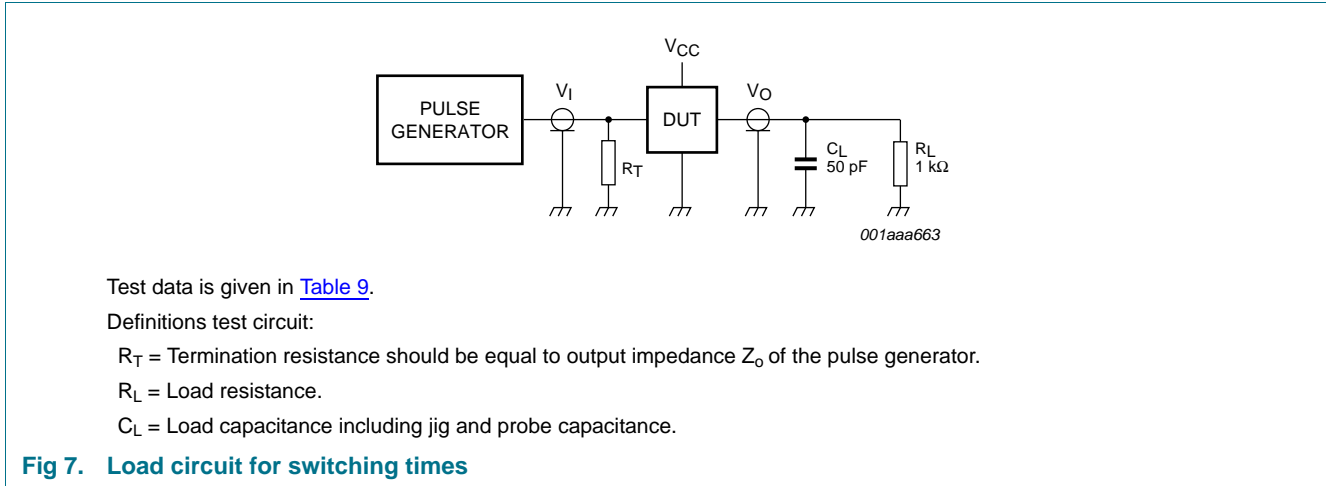 VCC
PULSE
GENERATOR
VI
DUT
VO
RT
CL
50 pF
RL
1 kΩ
001aaa663
Test data is given in Table 9.
Definitions test circuit:
RT = Termination resistance should be equal to output impedance Zo of the pulse generator.
RL = Load resistance.
CL = Load capacitance including jig and probe capacitance.
Fig 7. Load circuit for switching times